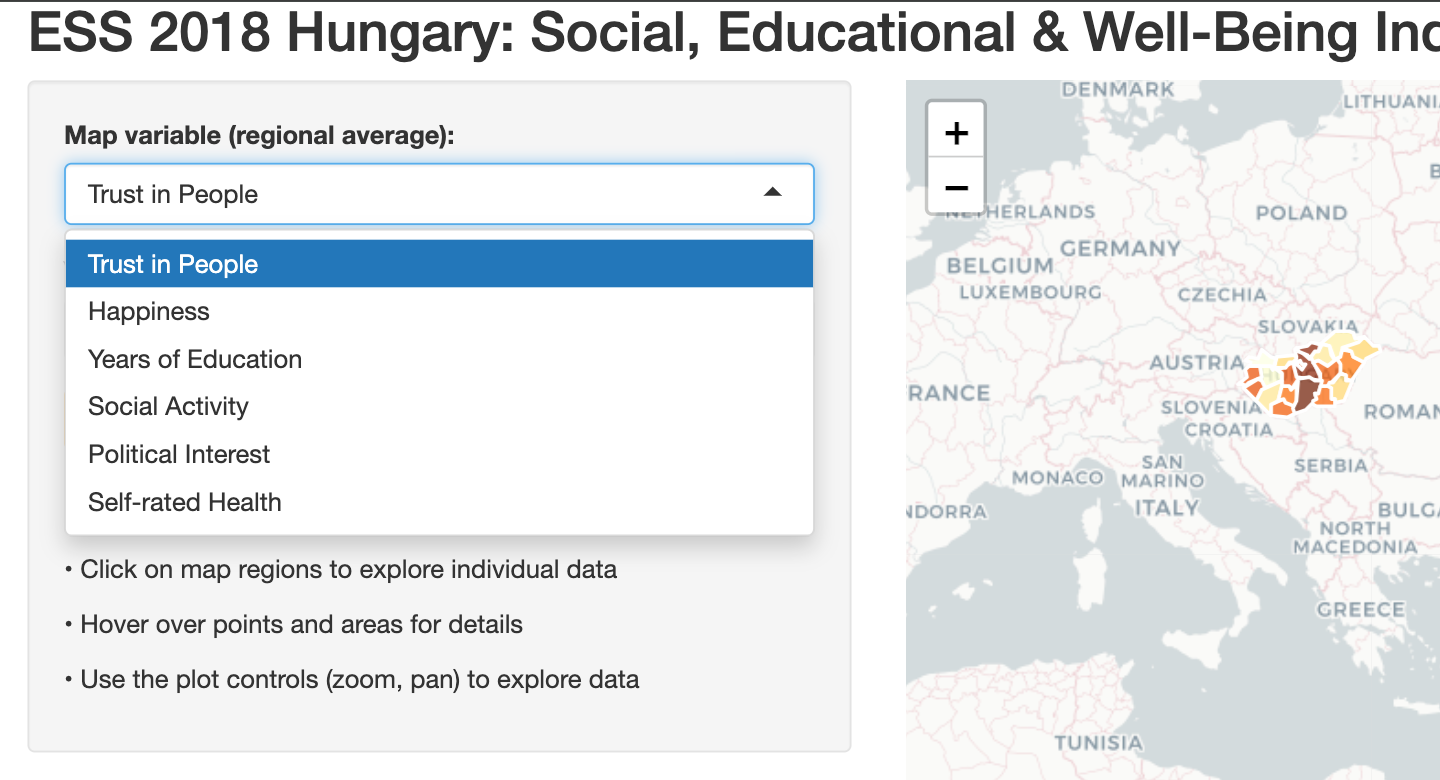 ESS 2018 Hungary: Social, Educational & Well-Being Inc
Map variable (regional average):
Trust in People
Trust in People
Happiness
Years of Education
Social Activity
Political Interest
Self-rated Health
• Click on map regions to explore individual data
• Hover over points and areas for details
• Use the plot controls (zoom, pan) to explore data
+
−
DENMARK
LITHUANI
NETHERLANDS
POLAND
GERMANY
BELGIUM
LUXEMBOURG
CZECHIA
SLOVAKIA
AUSTRIA
RANCE
SLOVENIA
ROMAN
CROATIA
SAN
MARINO
SERBIA
MONACO
ITALY
NDORRA
BULGA
NORTH
MACEDONIA
GREECE
TUNISIA